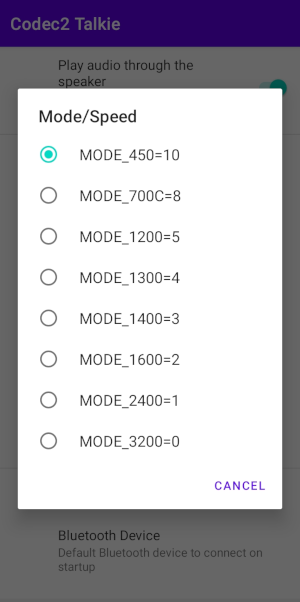 Codec2 Talkie
Play audio through the
speaker
Mode/Speed
MODE_450=10
MODE_700C=8
MODE_1200=5
MODE_1300=4
MODE_1400=3
MODE_1600=2
MODE_2400=1
MODE_3200=0
CANCEL
Bluetooth Device
Default Bluetooth device to connect on
startup